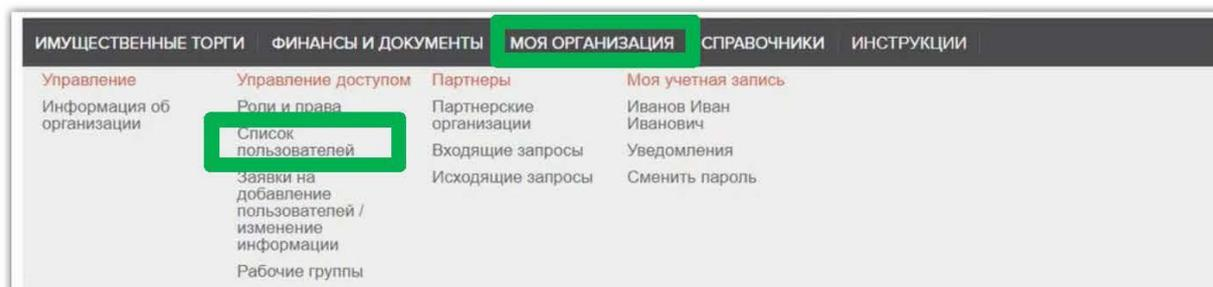 ИМУЩЕСТВЕННЫЕ ТОРГИ ФИНАНСЫ И ДОКУМЕНТЫ МОЯ ОРГАНИЗАЦИЯ СПРАВОЧНИКИ ИНСТРУКЦИИ
Управление
Информация об
организации
Управление доступом
Роли и права
Список
пользователей
Заявки на
добавление
пользователей /
изменение
информации
Рабочие группы
Партнеры
Партнерские
организации
Входящие запросы
Исходящие запросы
Моя учетная запись
Иванов Иван
Иванович
Уведомления
Сменить пароль